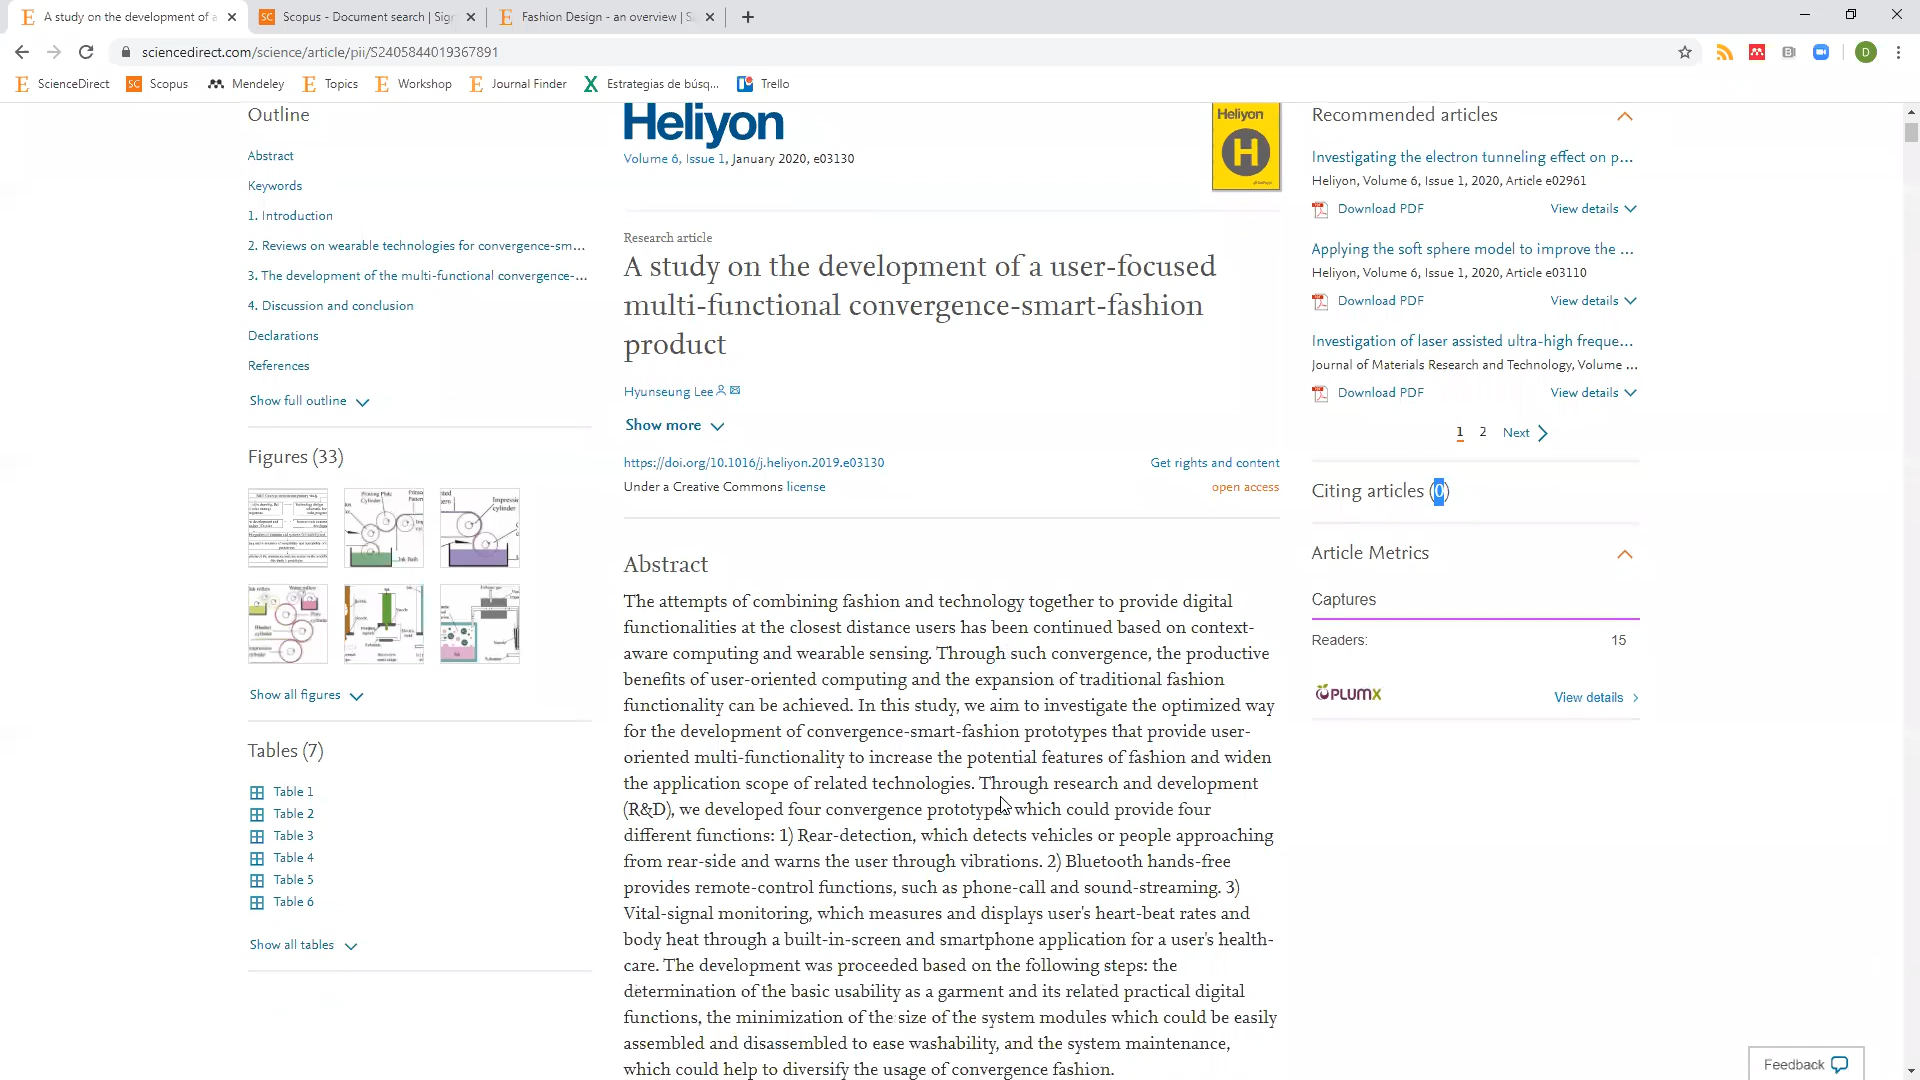 A study on the development of a
Scopus - Document search | Sig
Fashion Design - an overview | S
sciencedirect.com/science/article/pii/S2405844019367891
D
ScienceDirect
Scopus
Mendeley
Topics
Workshop
Journal Finder
Estrategias de búsq...
Trello
Outline
Abstract
Keywords
1. Introduction
2. Reviews on wearable technologies for convergence-sm...
3. The development of the multi-functional convergence-...
4. Discussion and conclusion
Declarations
References
Show full outline
Figures (33)
Show all figures
Tables (7)
Table 1
Table 2
Table 3
Table 4
Table 5
Table 6
Show all tables
Heliyon
Volume 6, Issue 1, January 2020, e03130
Heliyon
H
Research article
A study on the development of a user-focused
multi-functional convergence-smart-fashion
product
Hyunseung Lee
Show more
https://doi.org/10.1016/j.heliyon.2019.e03130
Get rights and content
Under a Creative Commons license
open access
Abstract
The attempts of combining fashion and technology together to provide digital
functionalities at the closest distance users has been continued based on context-
aware computing and wearable sensing. Through such convergence, the productive
benefits of user-oriented computing and the expansion of traditional fashion
functionality can be achieved. In this study, we aim to investigate the optimized way
for the development of convergence-smart-fashion prototypes that provide user-
oriented multi-functionality to increase the potential features of fashion and widen
the application scope of related technologies. Through research and development
(R&D), we developed four convergence prototypes which could provide four
different functions: 1) Rear-detection, which detects vehicles or people approaching
from rear-side and warns the user through vibrations. 2) Bluetooth hands-free
provides remote-control functions, such as phone-call and sound-streaming. 3)
Vital-signal monitoring, which measures and displays user's heart-beat rates and
body heat through a built-in-screen and smartphone application for a user's health-
care. The development was proceeded based on the following steps: the
determination of the basic usability as a garment and its related practical digital
functions, the minimization of the size of the system modules which could be easily
assembled and disassembled to ease washability, and the system maintenance,
which could help to diversify the usage of convergence fashion.
Recommended articles
Investigating the electron tunneling effect on p...
Heliyon, Volume 6, Issue 1, 2020, Article e02961
Download PDF
View details
Applying the soft sphere model to improve the ...
Heliyon, Volume 6, Issue 1, 2020, Article e03110
Download PDF
View details
Investigation of laser assisted ultra-high freque...
Journal of Materials Research and Technology, Volume ...
Download PDF
View details
1 2 Next
Citing articles (0)
Article Metrics
Captures
Readers: 15
PLUMX
View details
Feedback